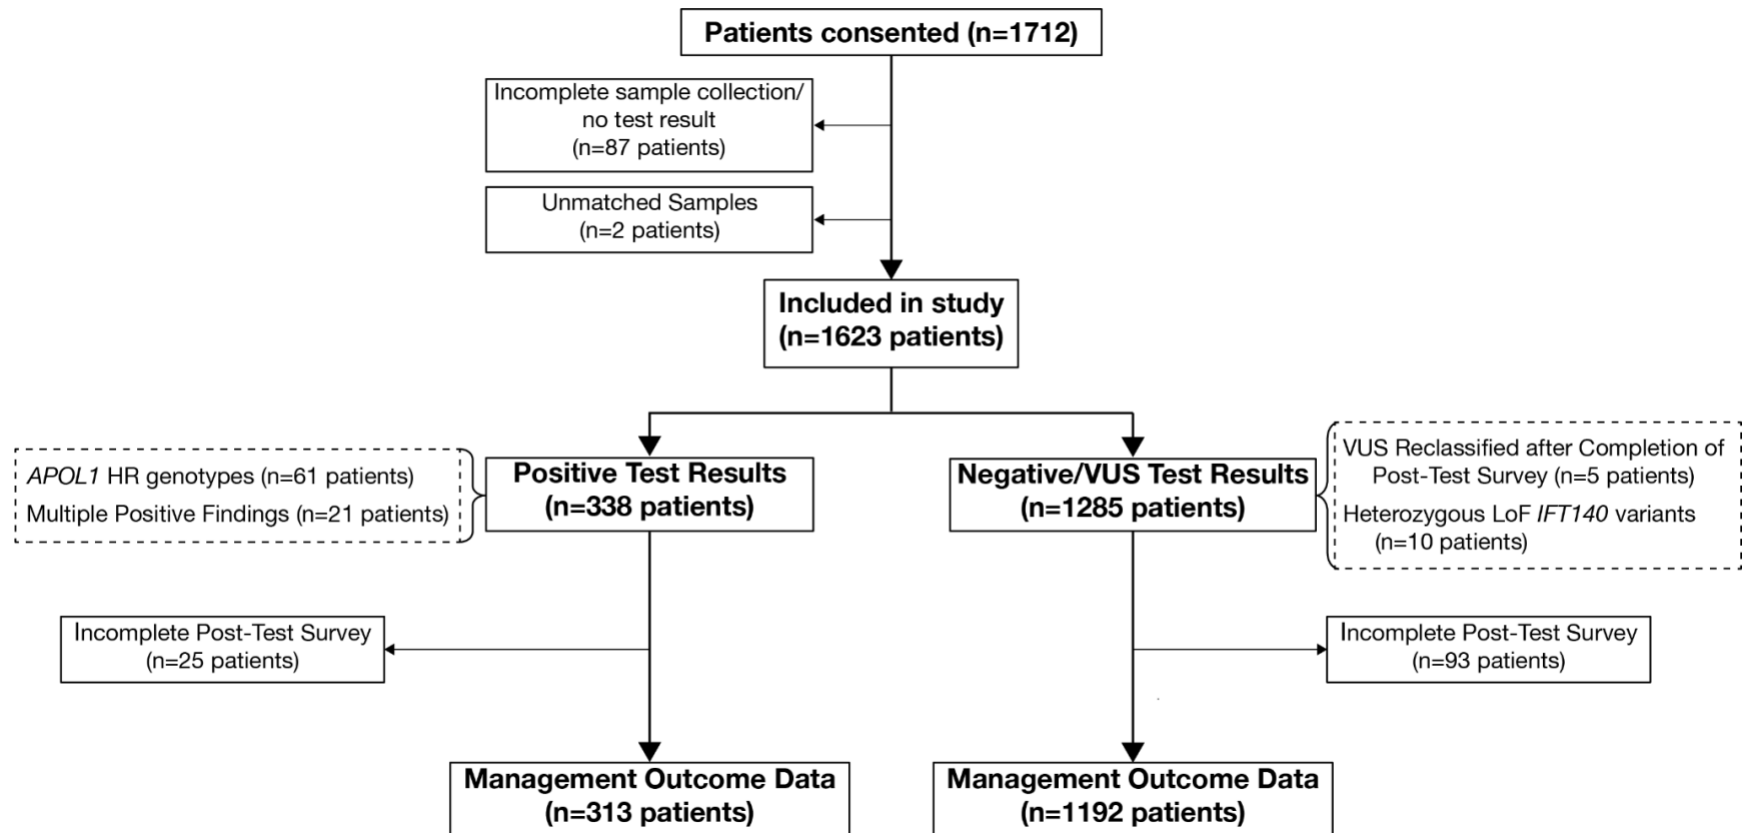 Patients consented (n=1712)
Incomplete sample collection/
no test result
(n=87 patients)
Unmatched Samples
(n=2 patients)
Included in study
(n=1623 patients)
APOL1 HR genotypes (n=61 patients)
Multiple Positive Findings (n=21 patients)
Positive Test Results
(n=338 patients)
Negative/VUS Test Results
(n=1285 patients)
VUS Reclassified after Completion of
Post-Test Survey (n=5 patients)
Heterozygous LoF IFT140 variants
(n=10 patients)
Incomplete Post-Test Survey
(n=25 patients)
Incomplete Post-Test Survey
(n=93 patients)
Management Outcome Data
(n=313 patients)
Management Outcome Data
(n=1192 patients)